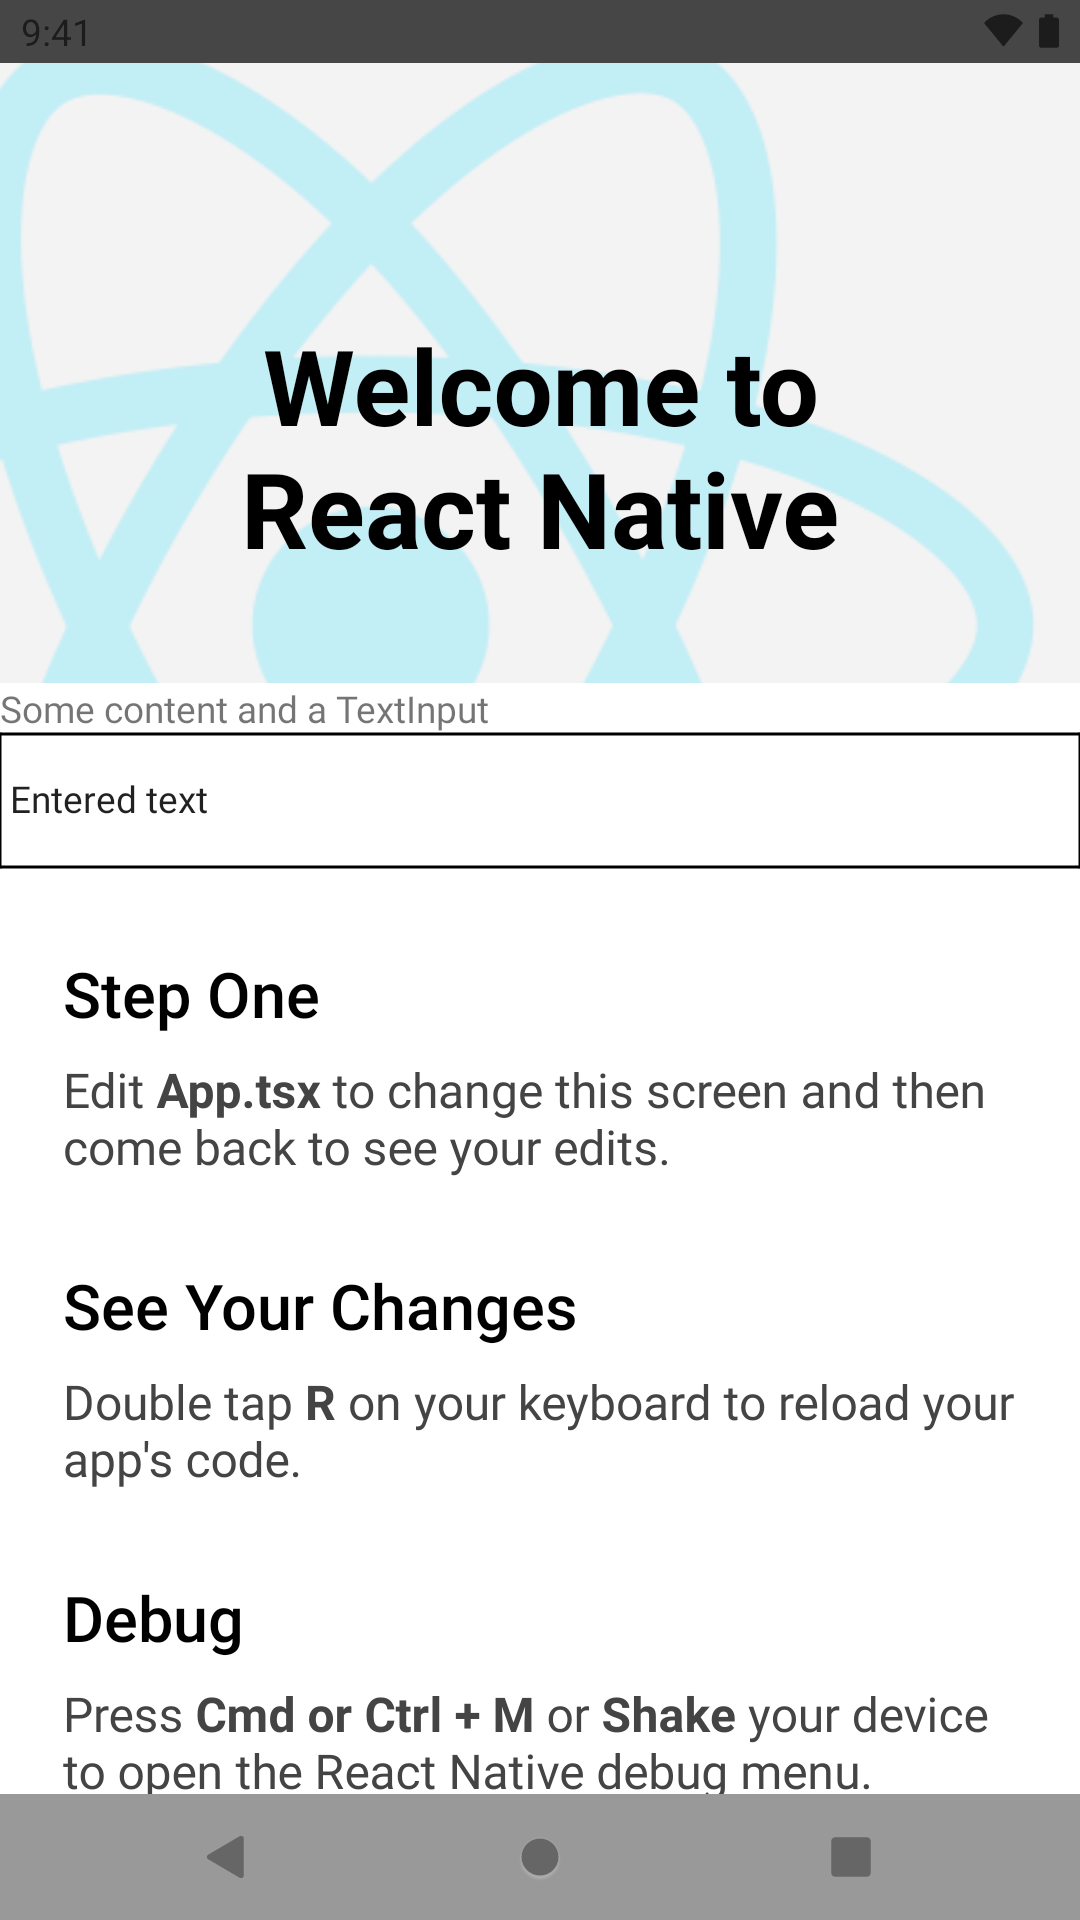 9:41
Welcome to
React Native
Some content and a TextInput
Entered text
Step One
Edit App.tsx to change this screen and then
come back to see your edits.
See Your Changes
Double tap R on your keyboard to reload your
app's code.
Debug
Press Cmd or Ctrl + M or Shake your device
to open the React Native debug menu.